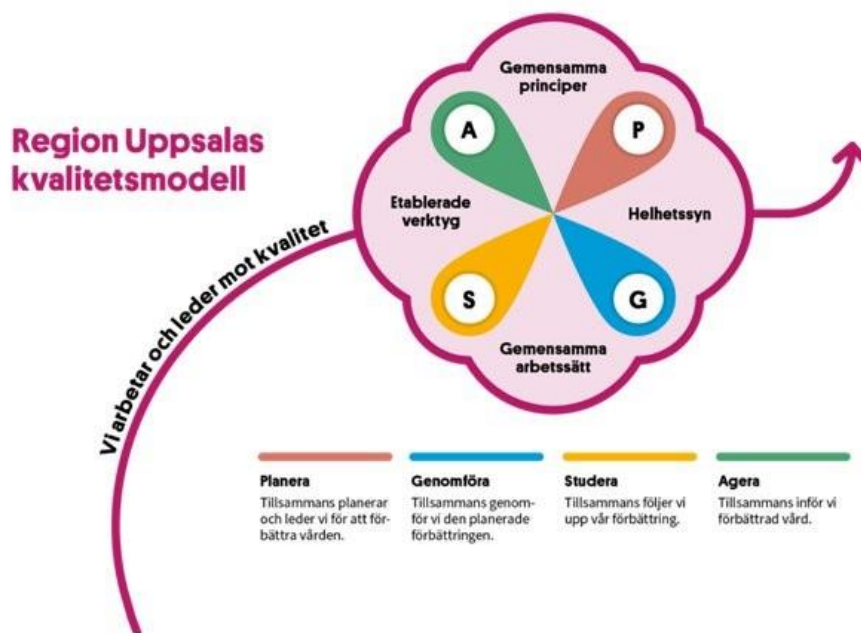 Region Uppsalas
kvalitetsmodell
Vi arbetar och leder mot kvalitet
Gemensamma
principer
A
P
Etablerade
verktyg
Helhetssyn
S
G
Gemensamma
arbetssätt
Planera
Tillsammans planerar
och leder vi för att för-
bättra vården.
Genomföra
Tillsammans genom-
för vi den planerade
förbättringen.
Studera
Tillsammans följer vi
upp vår förbättring.
Agera
Tillsammans inför vi
förbättrad vård.